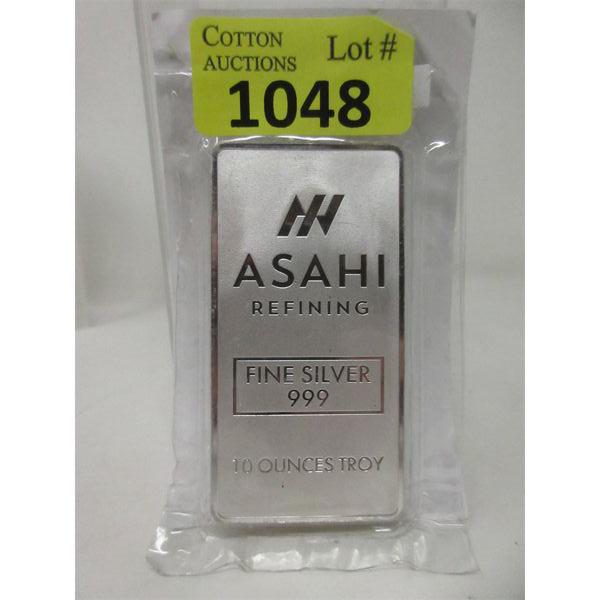 COTTON AUCTIONS Lot #
1048
ASAHI
REFINING
FINE SILVER
999
10 OUNCES TROY